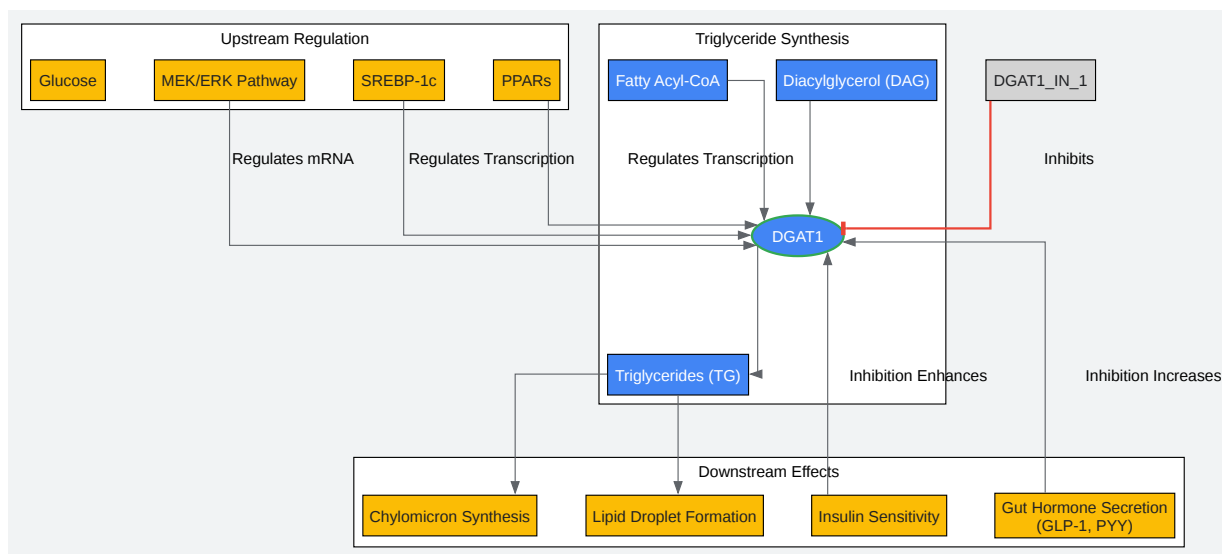 Upstream Regulation
Triglyceride Synthesis
Glucose
MEK/ERK Pathway
SREBP-1c
PPARs
Fatty Acyl-CoA
Diacylglycerol (DAG)
DGAT1_IN_1
Regulates mRNA
Regulates Transcription
Regulates Transcription
Inhibits
DGAT1
Triglycerides (TG)
Inhibition Enhances
Inhibition Increases
Downstream Effects
Chylomicron Synthesis
Lipid Droplet Formation
Insulin Sensitivity
Gut Hormone Secretion
(GLP-1, PYY)